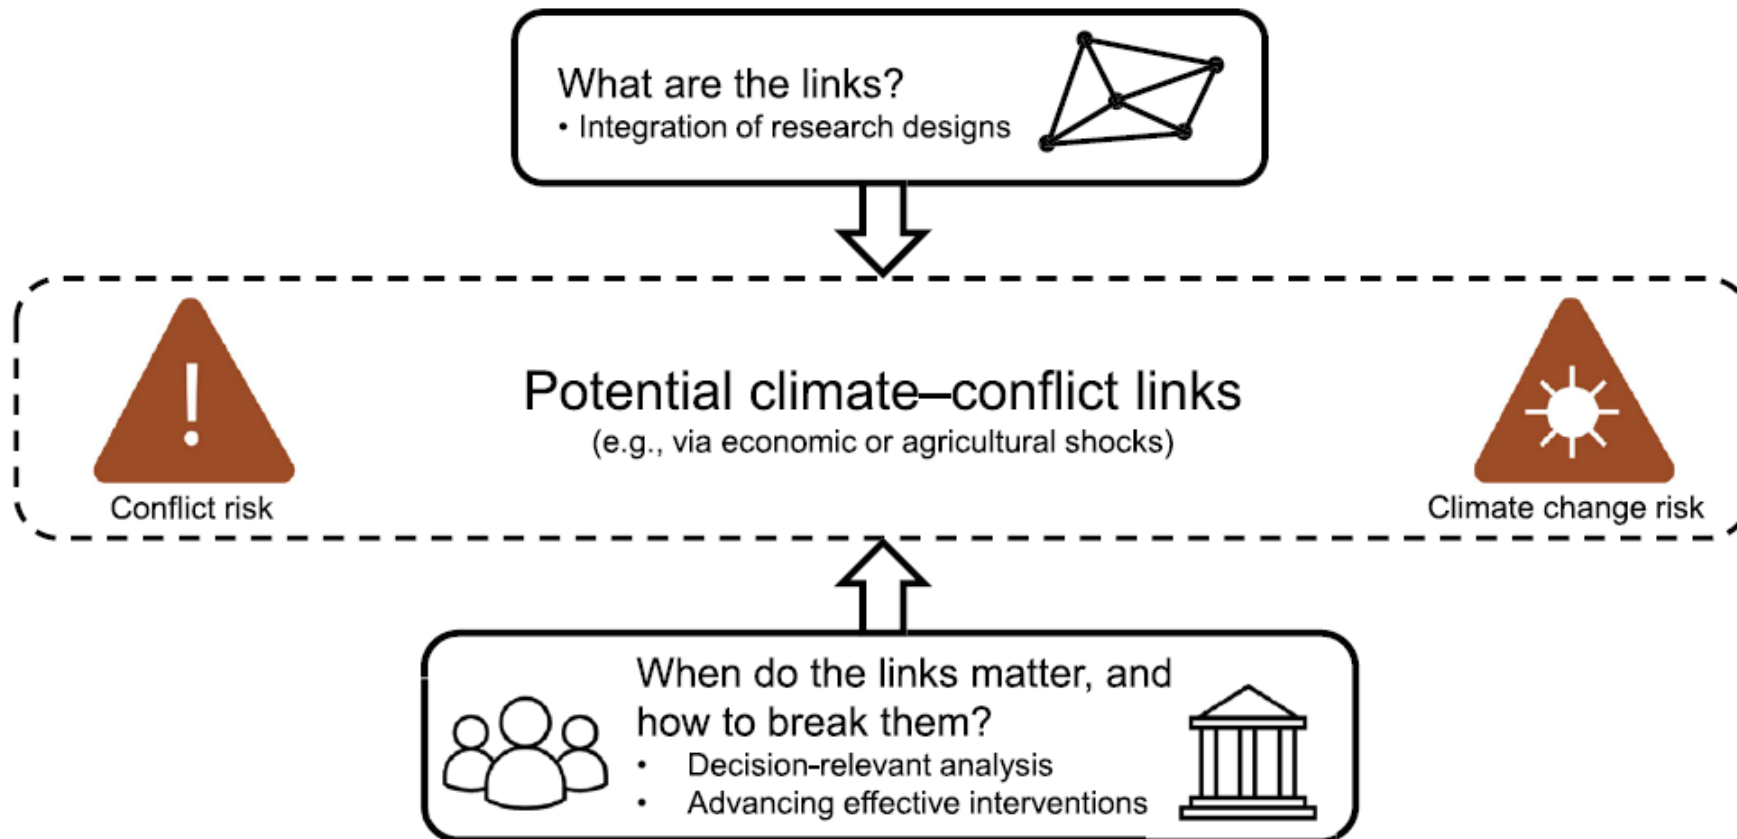 What are the links?
• Integration of research designs
!
Potential climate–conflict links
(e.g., via economic or agricultural shocks)
Conflict risk
Climate change risk
When do the links matter, and
how to break them?
• Decision-relevant analysis
• Advancing effective interventions